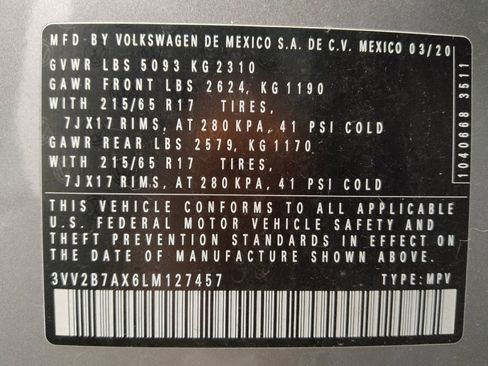 MFD BY VOLKSWAGEN DE MEXICO S.A. DE C.V. MEXICO 03/20
GVWR LBS 5093 KG 2310
GAWR FRONT LBS 2624, KG 1190
WITH 215/65 R17 TIRES,
7JX17 RIMS, AT 280 KPA, 41 PSI COLD
GAWR REAR LBS 2579, KG 1170
WITH 215/65 R17 TIRES,
7JX17 RIMS, AT 280 KPA, 41 PSI COLD
1040668 3511
THIS VEHICLE CONFORMS TO ALL APPLICABLE
U.S. FEDERAL MOTOR VEHICLE SAFETY AND
THEFT PREVENTION STANDARDS IN EFFECT ON
THE DATE OF MANUFACTURE SHOWN ABOVE.
3VV2B7AX6LM127457 TYPE: MPV